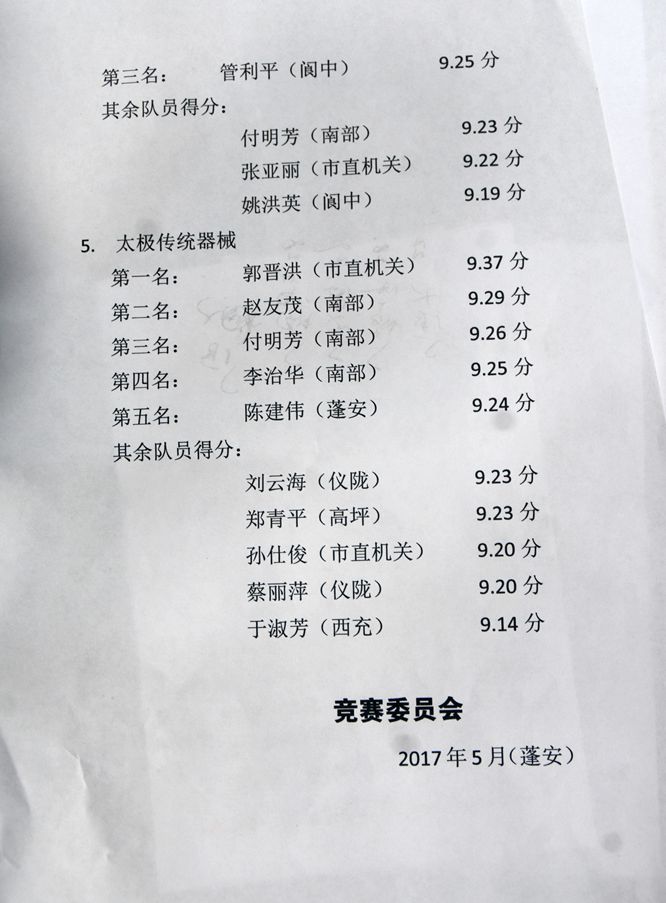 第三名： 管利平（阆中） 9.25 分
其余队员得分：
付明芳（南部） 9.23 分
张亚丽（市直机关） 9.22 分
姚洪英（阆中） 9.19 分
5. 太极传统器械
第一名： 郭晋洪（市直机关） 9.37 分
第二名： 赵友茂（南部） 9.29 分
第三名： 付明芳（南部） 9.26 分
第四名： 李治华（南部） 9.25 分
第五名： 陈建伟（蓬安） 9.24 分
其余队员得分：
刘云海（仪陇） 9.23 分
郑青平（高坪） 9.23 分
孙仕俊（市直机关） 9.20 分
蔡丽萍（仪陇） 9.20 分
于淑芳（西充） 9.14 分
竞赛委员会
2017 年 5 月（蓬安）